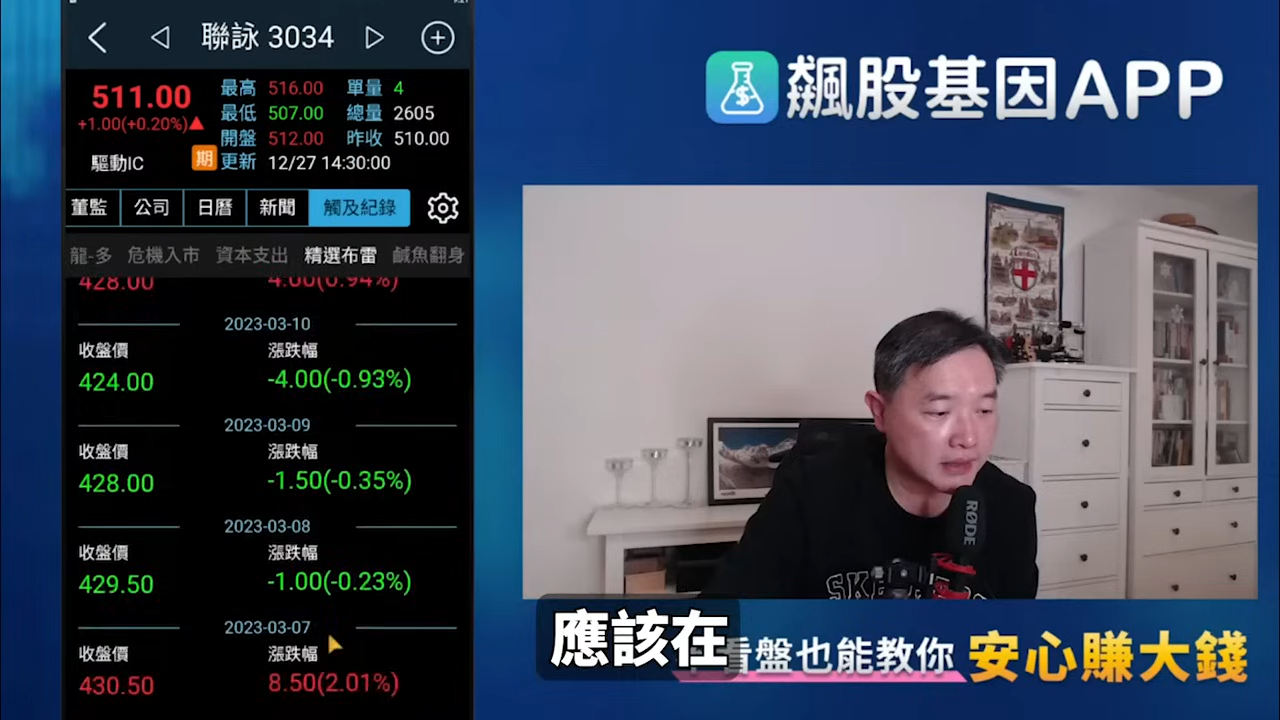 聯詠 3034
511.00
+1.00(+0.20%)▲
驅動IC
期
最高 516.00 單量 4
最低 507.00 總量 2605
開盤 512.00 昨收 510.00
更新 12/27 14:30:00
董監 公司 日曆 新聞 觸及紀錄
龍-多 危機入市 資本支出 精選布雷 鹹魚翻身
428.00 4.00(0.94%)
2023-03-10
收盤價 漲跌幅
424.00 -4.00(-0.93%)
2023-03-09
收盤價 漲跌幅
428.00 -1.50(-0.35%)
2023-03-08
收盤價 漲跌幅
429.50 -1.00(-0.23%)
2023-03-07
收盤價 漲跌幅
430.50 8.50(2.01%)
飆股基因APP
RØDE
應該在
看盤也能教你 安心賺大錢